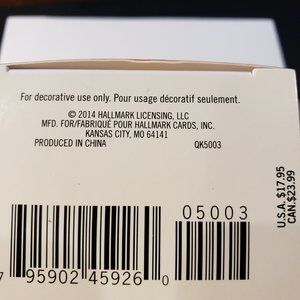 For decorative use only. Pour usage décoratif seulement.
© 2014 HALLMARK LICENSING, LLC
MFD. FOR/FABRIQUÉ POUR HALLMARK CARDS, INC.
KANSAS CITY, MO 64141
PRODUCED IN CHINA QK5003
U.S.A. $17.95
CAN. $23.99
05003
7 95902 45926 0